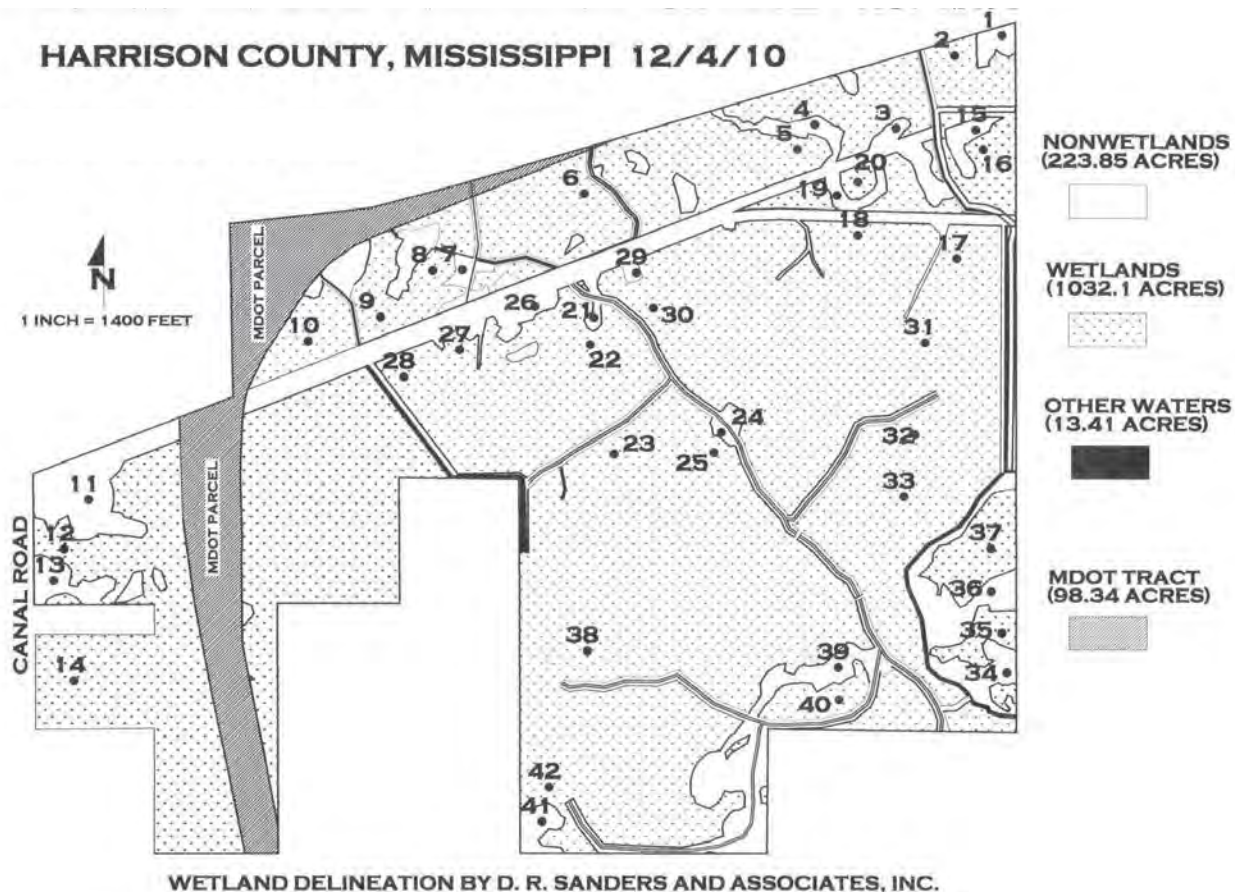 HARRISON COUNTY, MISSISSIPPI 12/4/10
1
2
3
4
5
6
7
8
9
10
11
12
13
14
15
16
17
18
19
20
21
22
23
24
25
26
27
28
29
30
31
32
33
34
35
36
37
38
39
40
41
42
N
1 INCH = 1400 FEET
MDOT PARCEL
MDOT PARCEL
CANAL ROAD
NONWETLANDS
(223.85 ACRES)
WETLANDS
(1032.1 ACRES)
OTHER WATERS
(13.41 ACRES)
MDOT TRACT
(98.34 ACRES)
WETLAND DELINEATION BY D. R. SANDERS AND ASSOCIATES, INC.